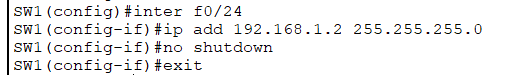 SW1(config)#inter f0/24
SW1(config-if)#ip add 192.168.1.2 255.255.255.0
SW1(config-if)#no shutdown
SW1(config-if)#exit